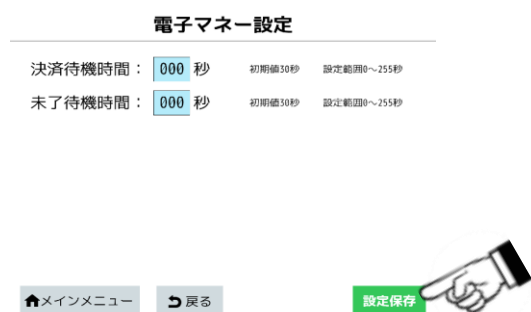 電子マネー設定
決済待機時間： 000 秒 初期値30秒 設定範囲0～255秒
未了待機時間： 000 秒 初期値30秒 設定範囲0～255秒
メインメニュー 戻る 設定保存